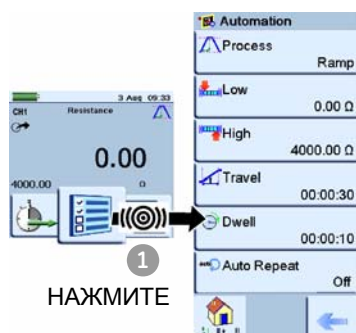 3 Aug 09:33
CH1 Resistance
0.00
4000.00 Ω
1
НАЖМИТЕ
Automation
Process
Ramp
Low
0.00 Ω
High
4000.00 Ω
Travel
00:00:30
Dwell
00:00:10
Auto Repeat
Off